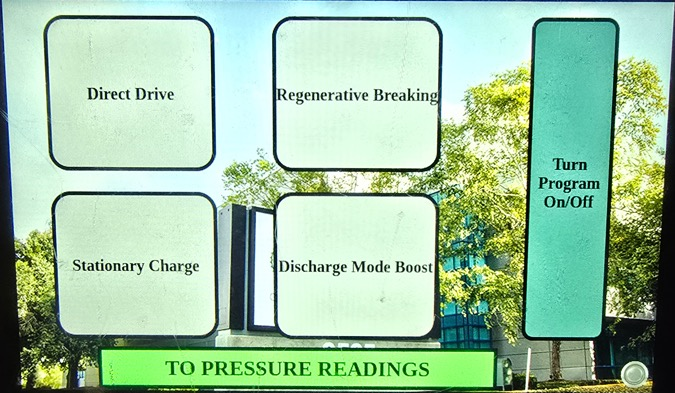 Direct Drive
Regenerative Breaking
Turn
Program
On/Off
Stationary Charge
Discharge Mode Boost
TO PRESSURE READINGS